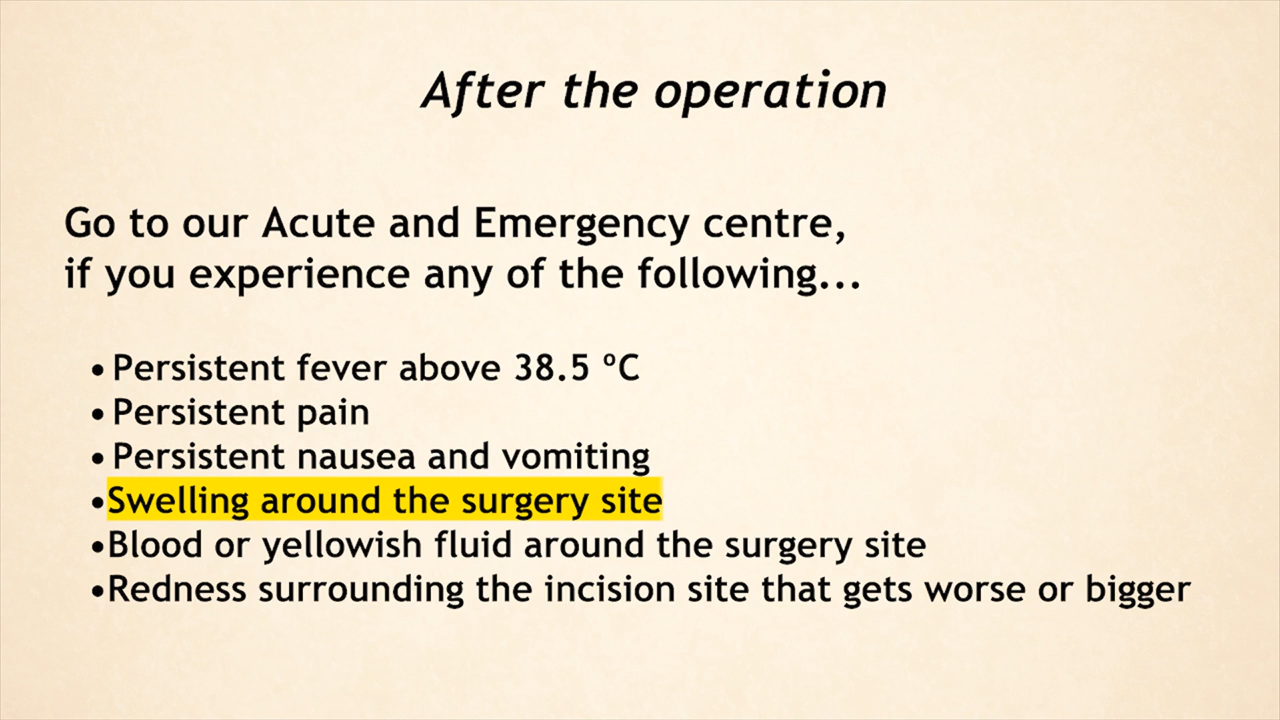 After the operation
Go to our Acute and Emergency centre,
if you experience any of the following...
•Persistent fever above 38.5 ºC
•Persistent pain
•Persistent nausea and vomiting
•Swelling around the surgery site
•Blood or yellowish fluid around the surgery site
•Redness surrounding the incision site that gets worse or bigger